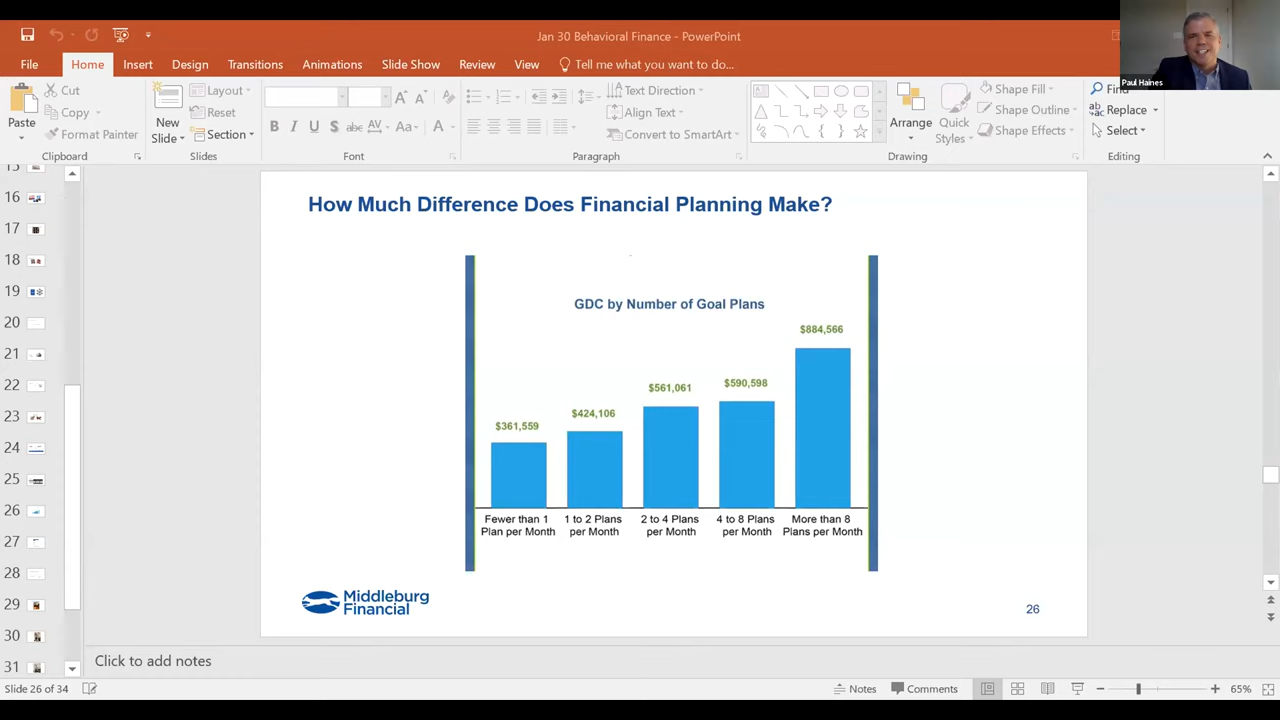 Jan 30 Behavioral Finance - PowerPoint
File
Home
Insert
Design
Transitions
Animations
Slide Show
Review
View
Tell me what you want to do...
Paul Haines
Paste
Cut
Copy
Format Painter
Clipboard
New
Slide
Layout
Reset
Section
Slides
B I U S abc AV Aa A
Font
Text Direction
Align Text
Convert to SmartArt
Paragraph
Arrange
Quick
Styles
Shape Fill
Shape Outline
Shape Effects
Drawing
Find
Replace
Select
Editing
16
17
18
19
20
21
22
23
24
25
26
27
28
29
30
31
How Much Difference Does Financial Planning Make?
GDC by Number of Goal Plans
$361,559
$424,106
$561,061
$590,598
$884,566
Fewer than 1
Plan per Month
1 to 2 Plans
per Month
2 to 4 Plans
per Month
4 to 8 Plans
per Month
More than 8
Plans per Month
Middleburg
Financial
26
Click to add notes
Slide 26 of 34
Notes
Comments
65%